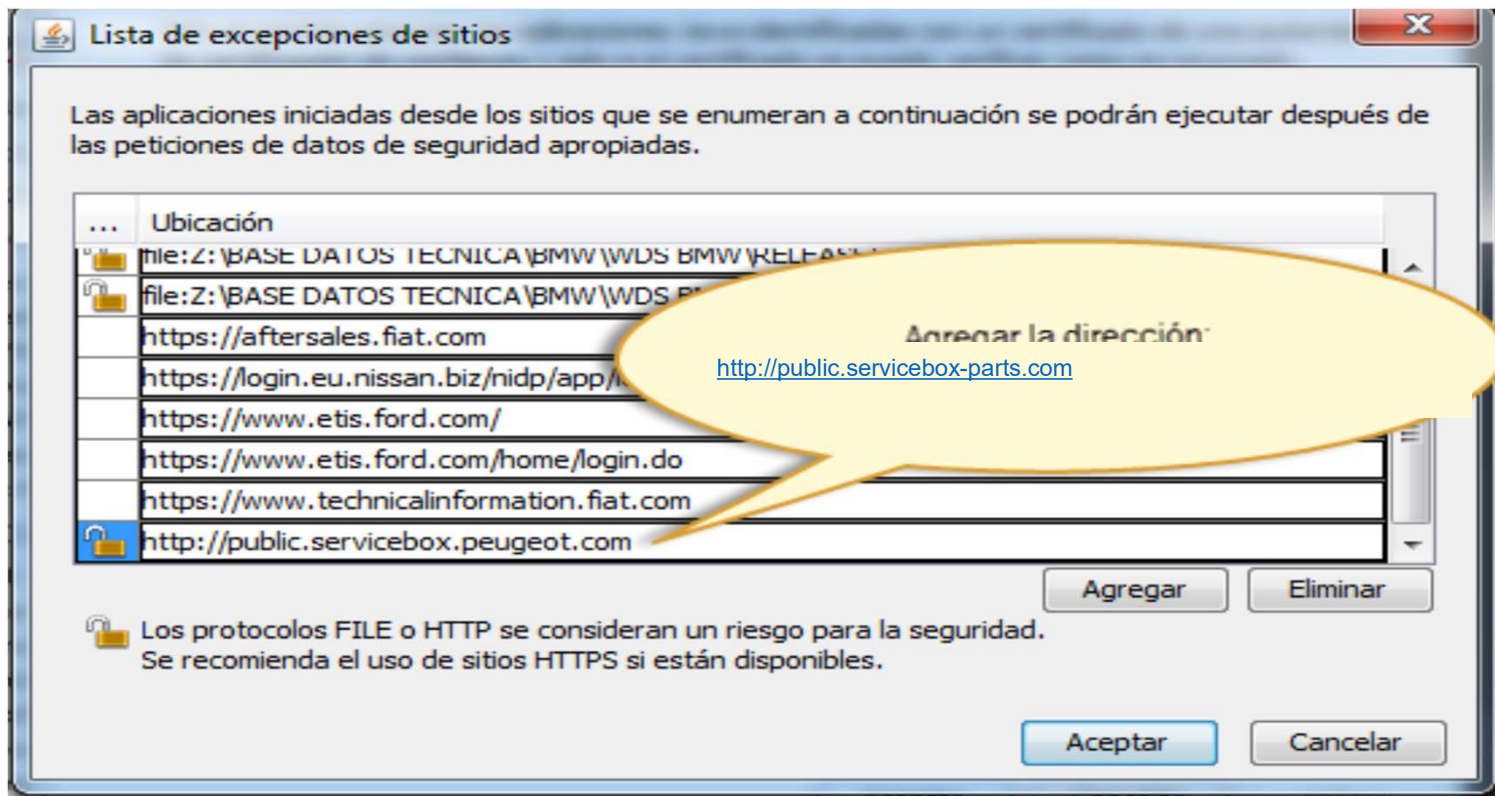 Lista de excepciones de sitios
Las aplicaciones iniciadas desde los sitios que se enumeran a continuación se podrán ejecutar después de
las peticiones de datos de seguridad apropiadas.
... Ubicación
file:Z:\BASE DATOS TECNICA\BMW\WDS BMW\RELEASE
file:Z:\BASE DATOS TECNICA\BMW\WDS
https://aftersales.fiat.com
https://login.eu.nissan.biz/nidp/app/
https://www.etis.ford.com/
https://www.etis.ford.com/home/login.do
https://www.technicalinformation.fiat.com
http://public.servicebox.peugeot.com
Agregar la dirección:
http://public.servicebox-parts.com
Agregar Eliminar
Los protocolos FILE o HTTP se consideran un riesgo para la seguridad.
Se recomienda el uso de sitios HTTPS si están disponibles.
Aceptar Cancelar